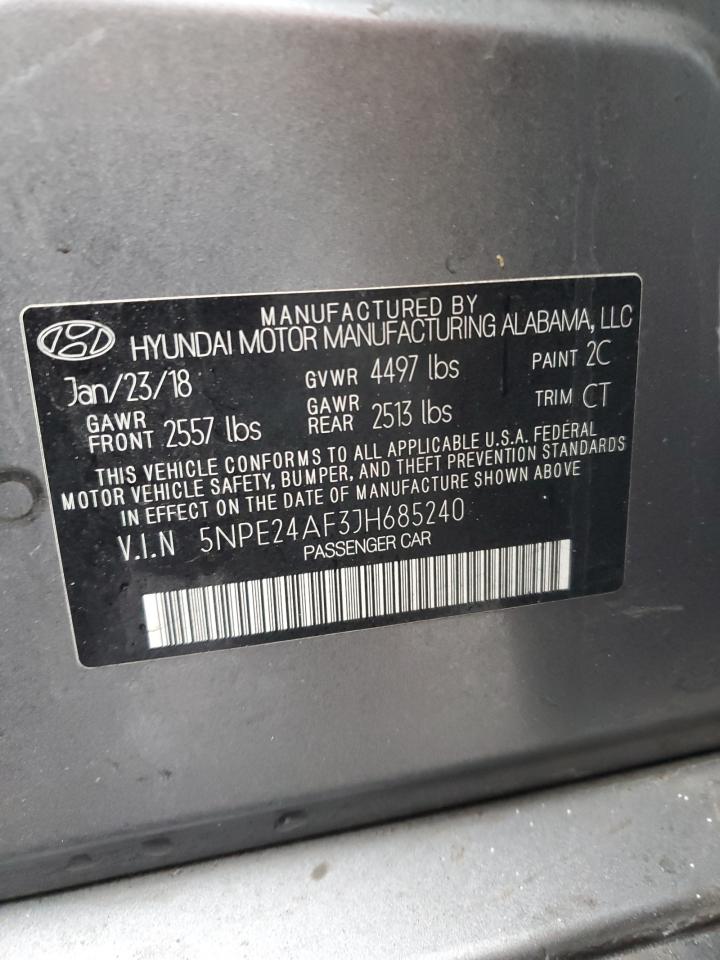 MANUFACTURED BY
HYUNDAI MOTOR MANUFACTURING ALABAMA, LLC
Jan/23/18 GVWR 4497 lbs PAINT 2C
GAWR FRONT 2557 lbs GAWR REAR 2513 lbs TRIM CT
THIS VEHICLE CONFORMS TO ALL APPLICABLE U.S.A. FEDERAL
MOTOR VEHICLE SAFETY, BUMPER, AND THEFT PREVENTION STANDARDS
IN EFFECT ON THE DATE OF MANUFACTURE SHOWN ABOVE
V.I.N 5NPE24AF3JH685240
PASSENGER CAR